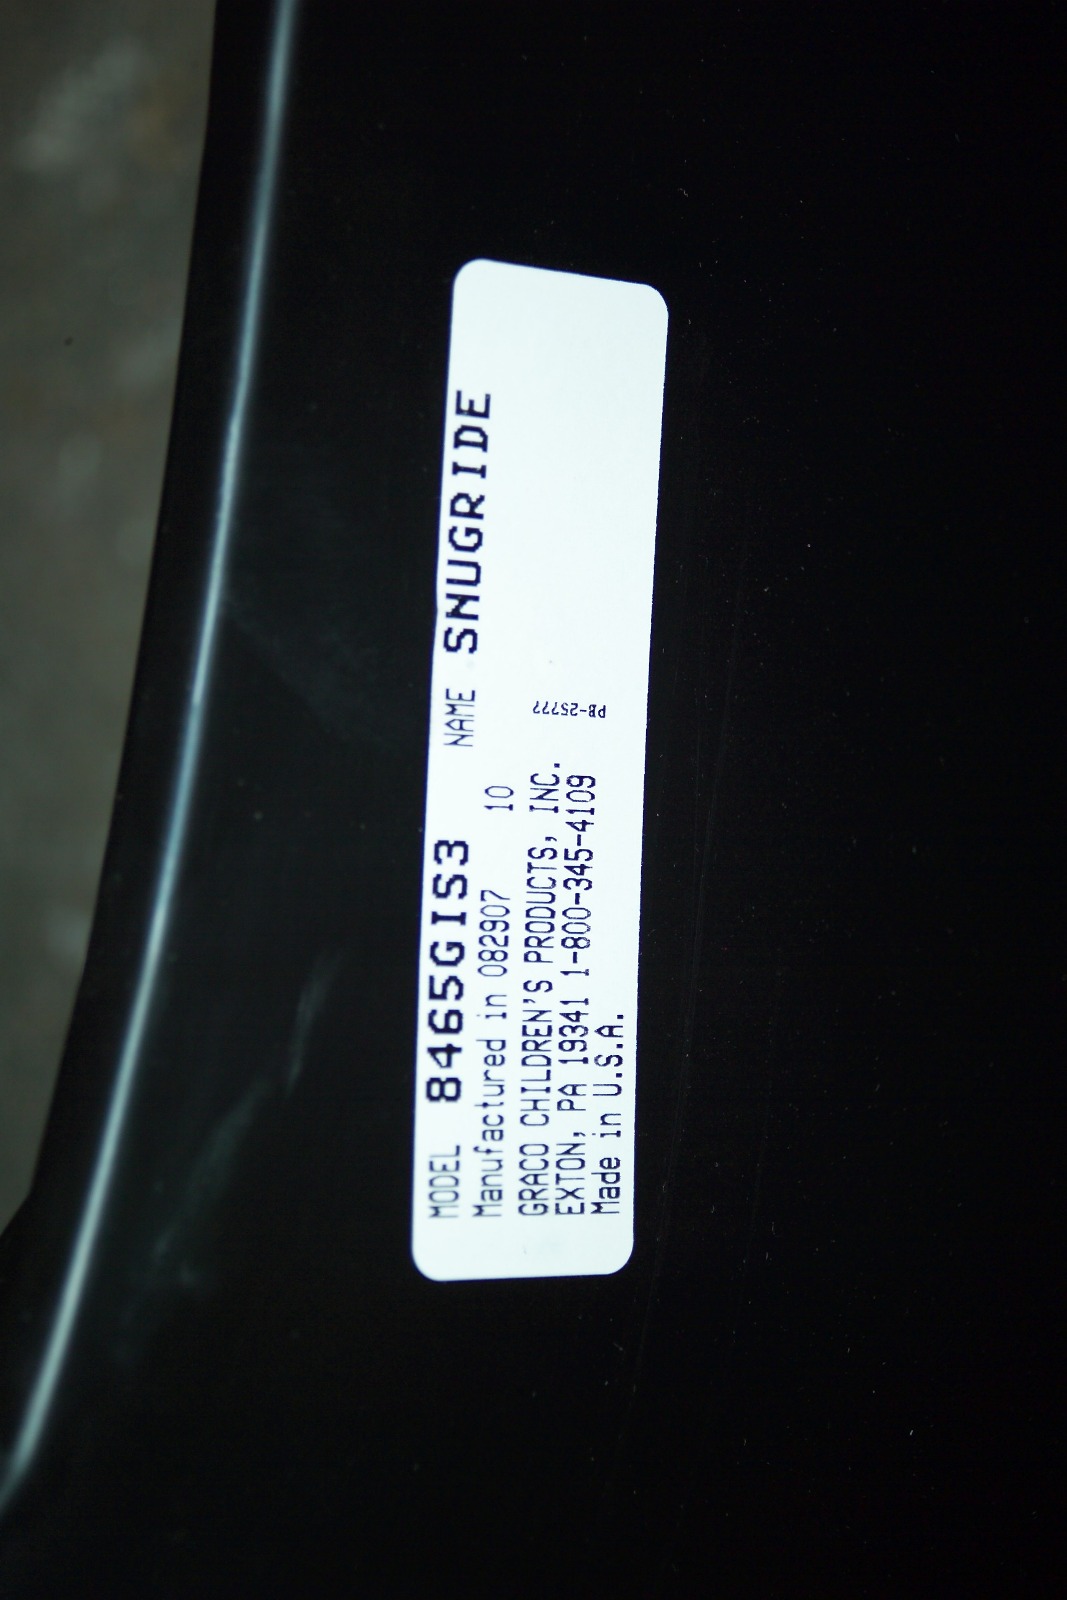 MODEL 8465GIS3 NAME SNUGRIDE
Manufactured in 082907 10
GRACO CHILDREN'S PRODUCTS, INC.
EXTON, PA 19341 1-800-345-4109
Made in U.S.A.
PB-25777